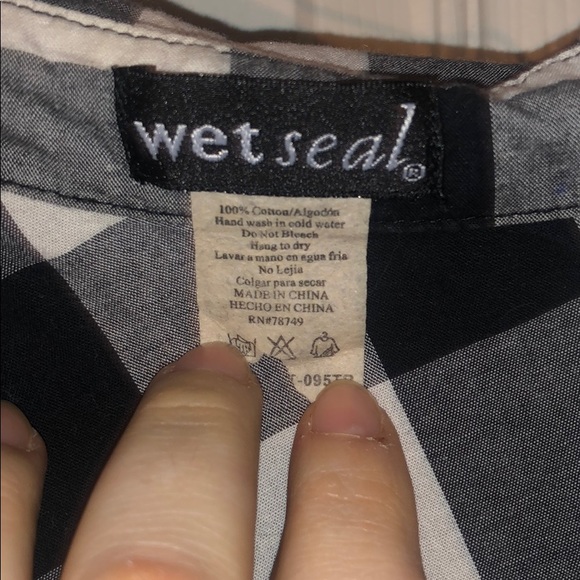 wet seal®
100% Cotton/Algodón
Hand wash in cold water
Do Not Bleach
Hang to dry
Lavar a mano en agua fria
No Lejia
Colgar para secar
MADE IN CHINA
HECHO EN CHINA
RN#78749